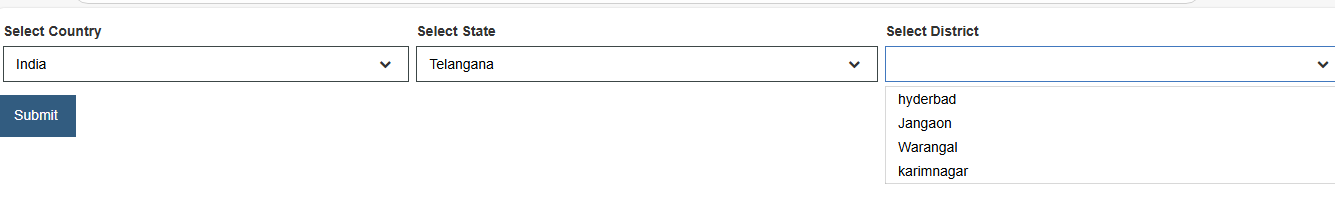 Select Country
Select State
Select District
India
Telangana
Submit
hyderbad
Jangaon
Warangal
karimnagar